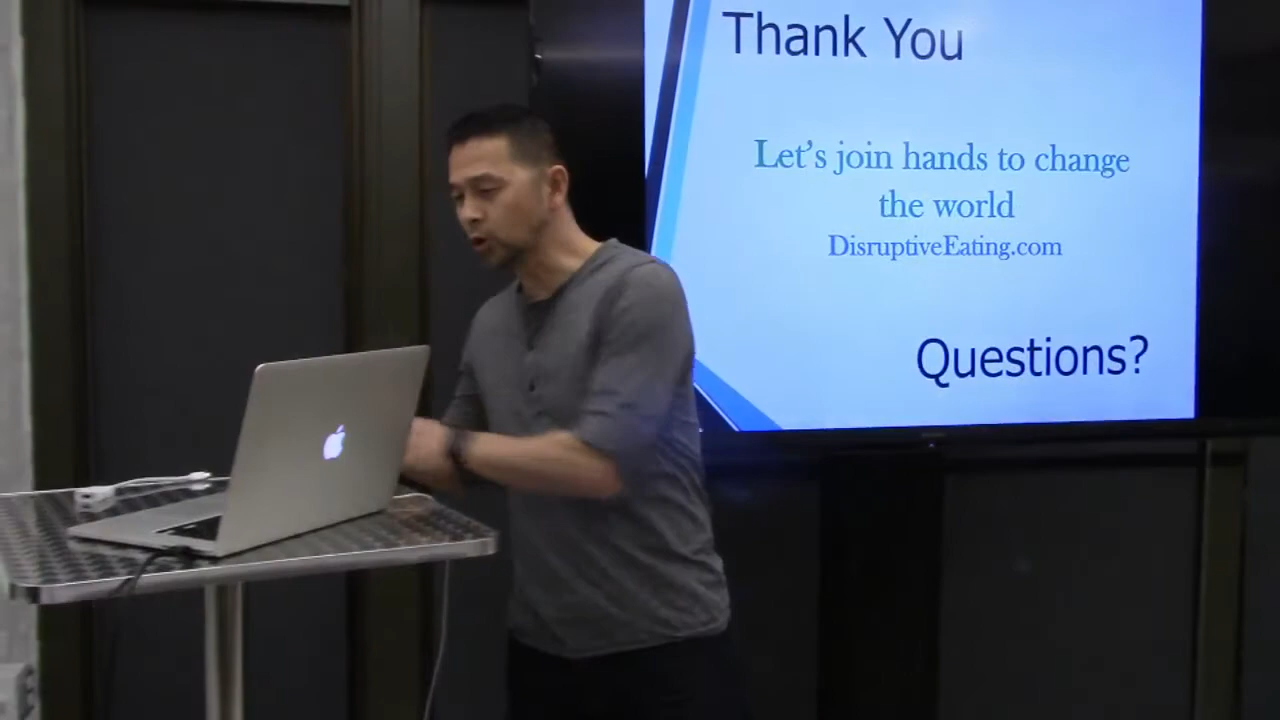 Thank You
Let's join hands to change
the world
DisruptiveEating.com
Questions?